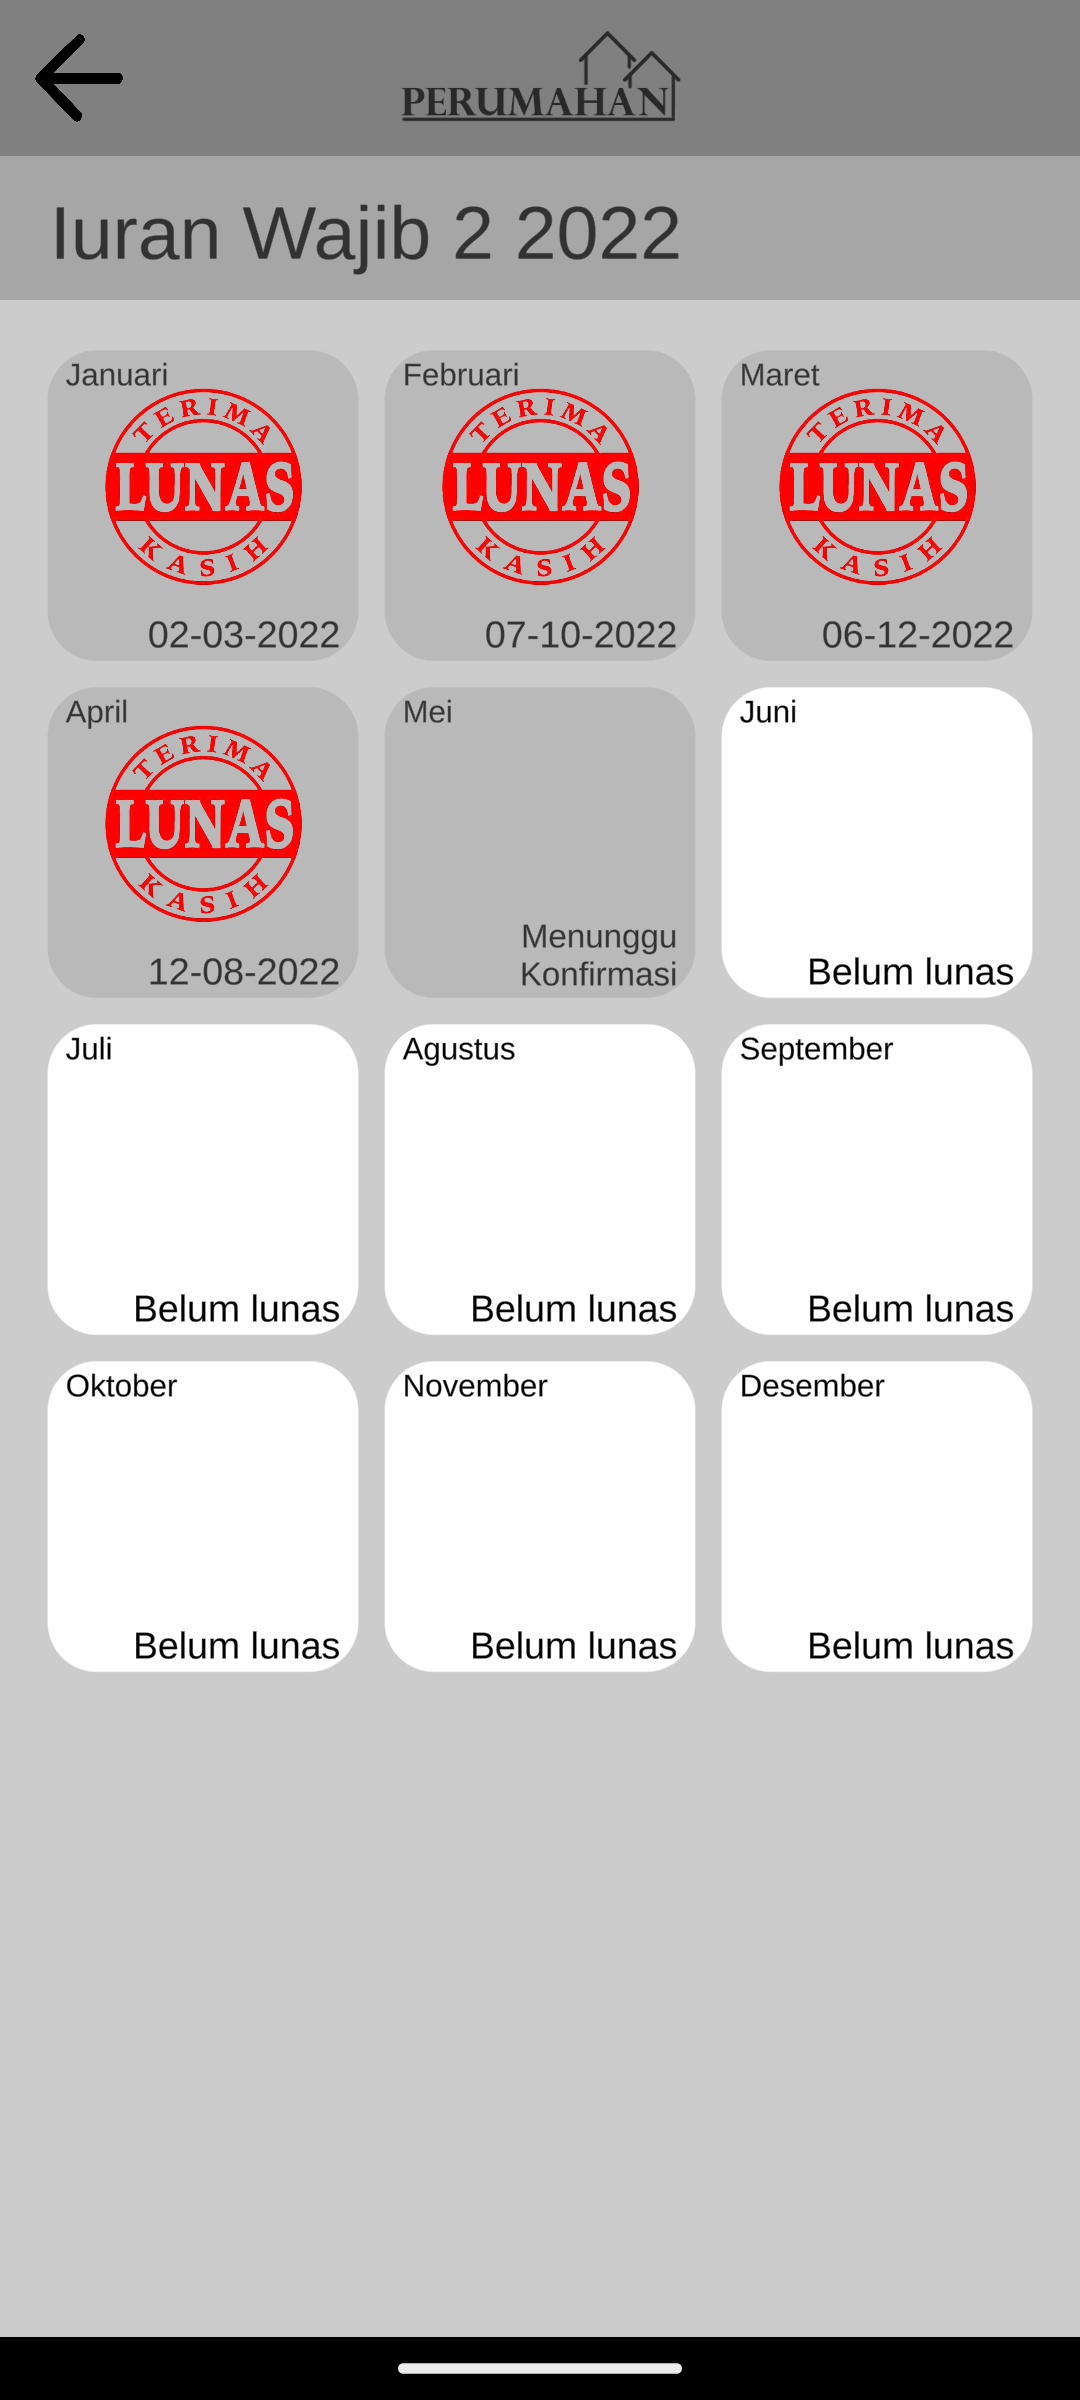 PERUMAHAN
Iuran Wajib 2 2022
Januari
TERIMA
LUNAS
KASIH
02-03-2022
Februari
TERIMA
LUNAS
KASIH
07-10-2022
Maret
TERIMA
LUNAS
KASIH
06-12-2022
April
TERIMA
LUNAS
KASIH
12-08-2022
Mei
Menunggu
Konfirmasi
Juni
Belum lunas
Juli
Belum lunas
Agustus
Belum lunas
September
Belum lunas
Oktober
Belum lunas
November
Belum lunas
Desember
Belum lunas